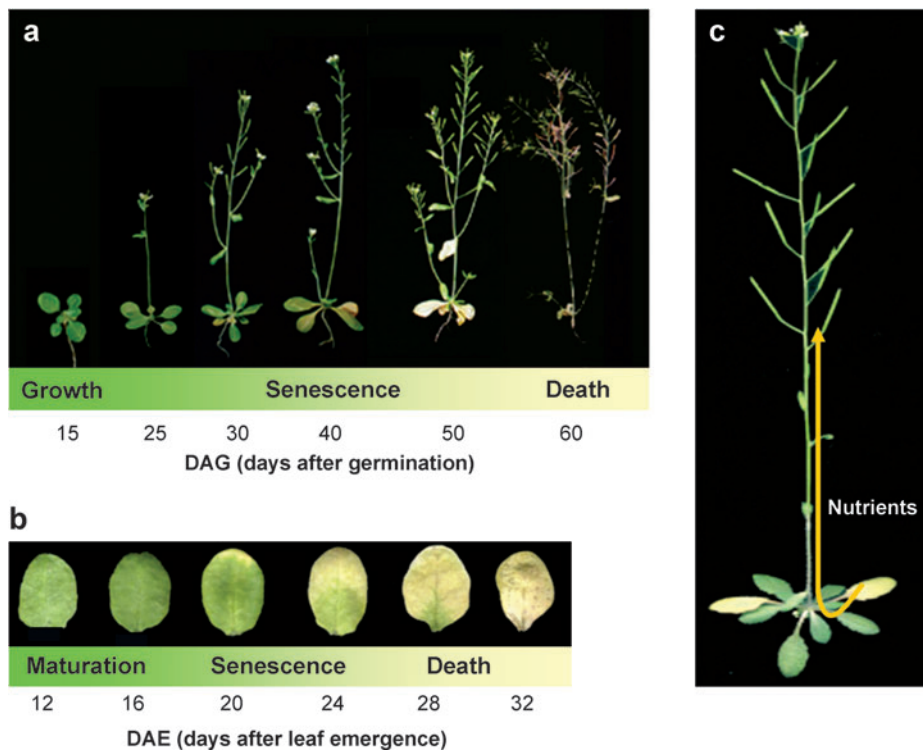 a
Growth Senescence Death
15 25 30 40 50 60
DAG (days after germination)
b
Maturation Senescence Death
12 16 20 24 28 32
DAE (days after leaf emergence)
c
Nutrients